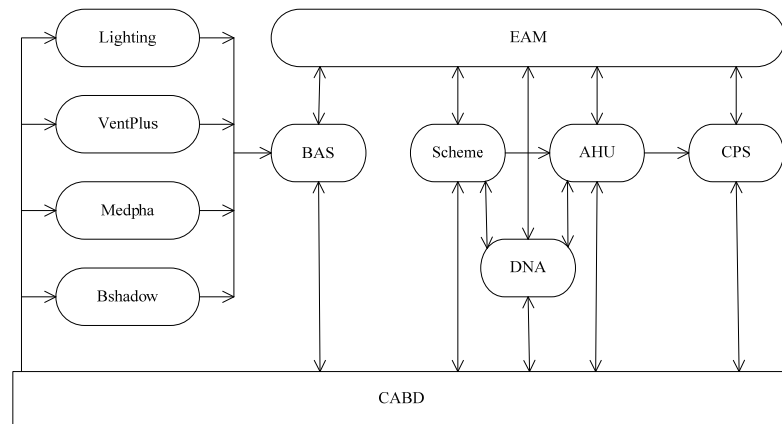 Lighting
EAM
VentPlus
BAS
Scheme
AHU
CPS
Medpha
DNA
Bshadow
CABD